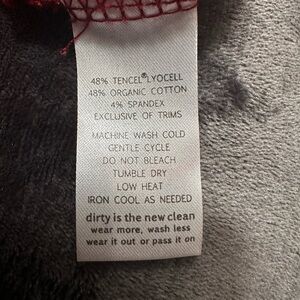 48% TENCEL®LYOCELL
48% ORGANIC COTTON
4% SPANDEX
EXCLUSIVE OF TRIMS
MACHINE WASH COLD
GENTLE CYCLE
DO NOT BLEACH
TUMBLE DRY
LOW HEAT
IRON COOL AS NEEDED
dirty is the new clean
wear more, wash less
wear it out or pass it on